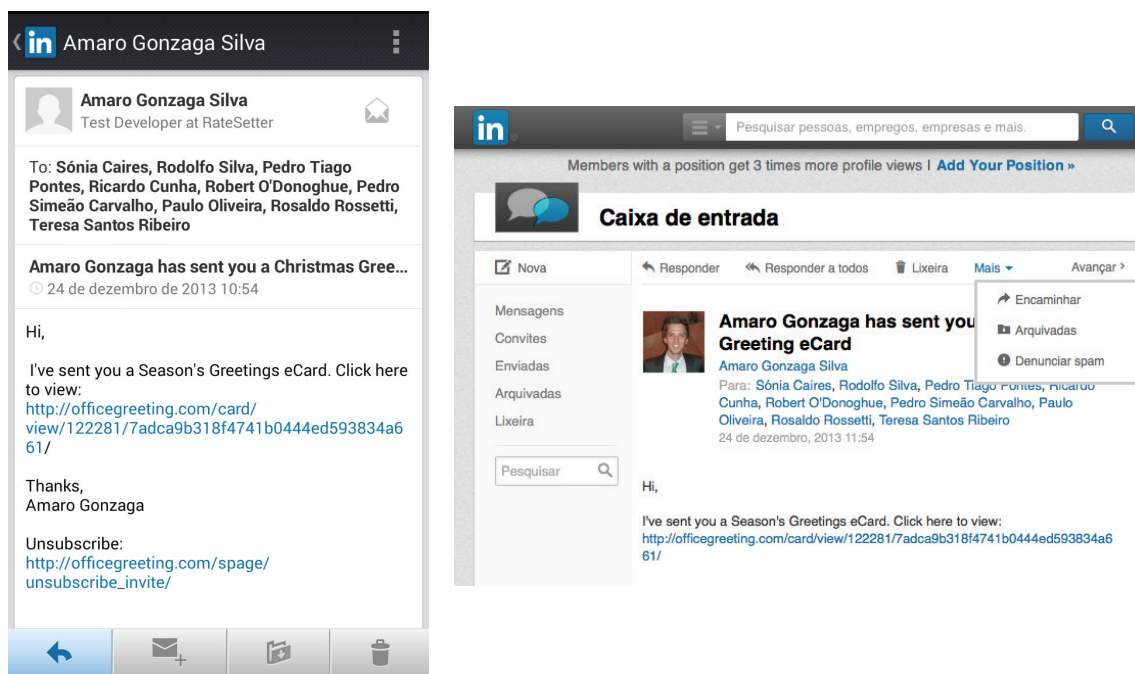 in Amaro Gonzaga Silva
Amaro Gonzaga Silva
Test Developer at RateSetter
To: Sónia Caires, Rodolfo Silva, Pedro Tiago
Pontes, Ricardo Cunha, Robert O'Donoghue, Pedro
Simeão Carvalho, Paulo Oliveira, Rosaldo Rossetti,
Teresa Santos Ribeiro
Amaro Gonzaga has sent you a Christmas Gree...
24 de dezembro de 2013 10:54
Hi,
I've sent you a Season's Greetings eCard. Click here
to view:
http://officegreeting.com/card/
view/122281/7adca9b318f4741b0444ed593834a6
61/
Thanks,
Amaro Gonzaga
Unsubscribe:
http://officegreeting.com/spage/
unsubscribe_invite/
in
Pesquisar pessoas, empregos, empresas e mais.
Members with a position get 3 times more profile views | Add Your Position »
Caixa de entrada
Nova
Mensagens
Convites
Enviadas
Arquivadas
Lixeira
Pesquisar
Responder Responder a todos Lixeira Mais Avançar >
Encaminhar
Arquivadas
Denunciar spam
Amaro Gonzaga has sent you
Greeting eCard
Amaro Gonzaga Silva
Para: Sónia Caires, Rodolfo Silva, Pedro Tiago Pontes, Ricardo
Cunha, Robert O'Donoghue, Pedro Simeão Carvalho, Paulo
Oliveira, Rosaldo Rossetti, Teresa Santos Ribeiro
24 de dezembro, 2013 11:54
Hi,
I've sent you a Season's Greetings eCard. Click here to view:
http://officegreeting.com/card/view/122281/7adca9b318f4741b0444ed593834a6
61/